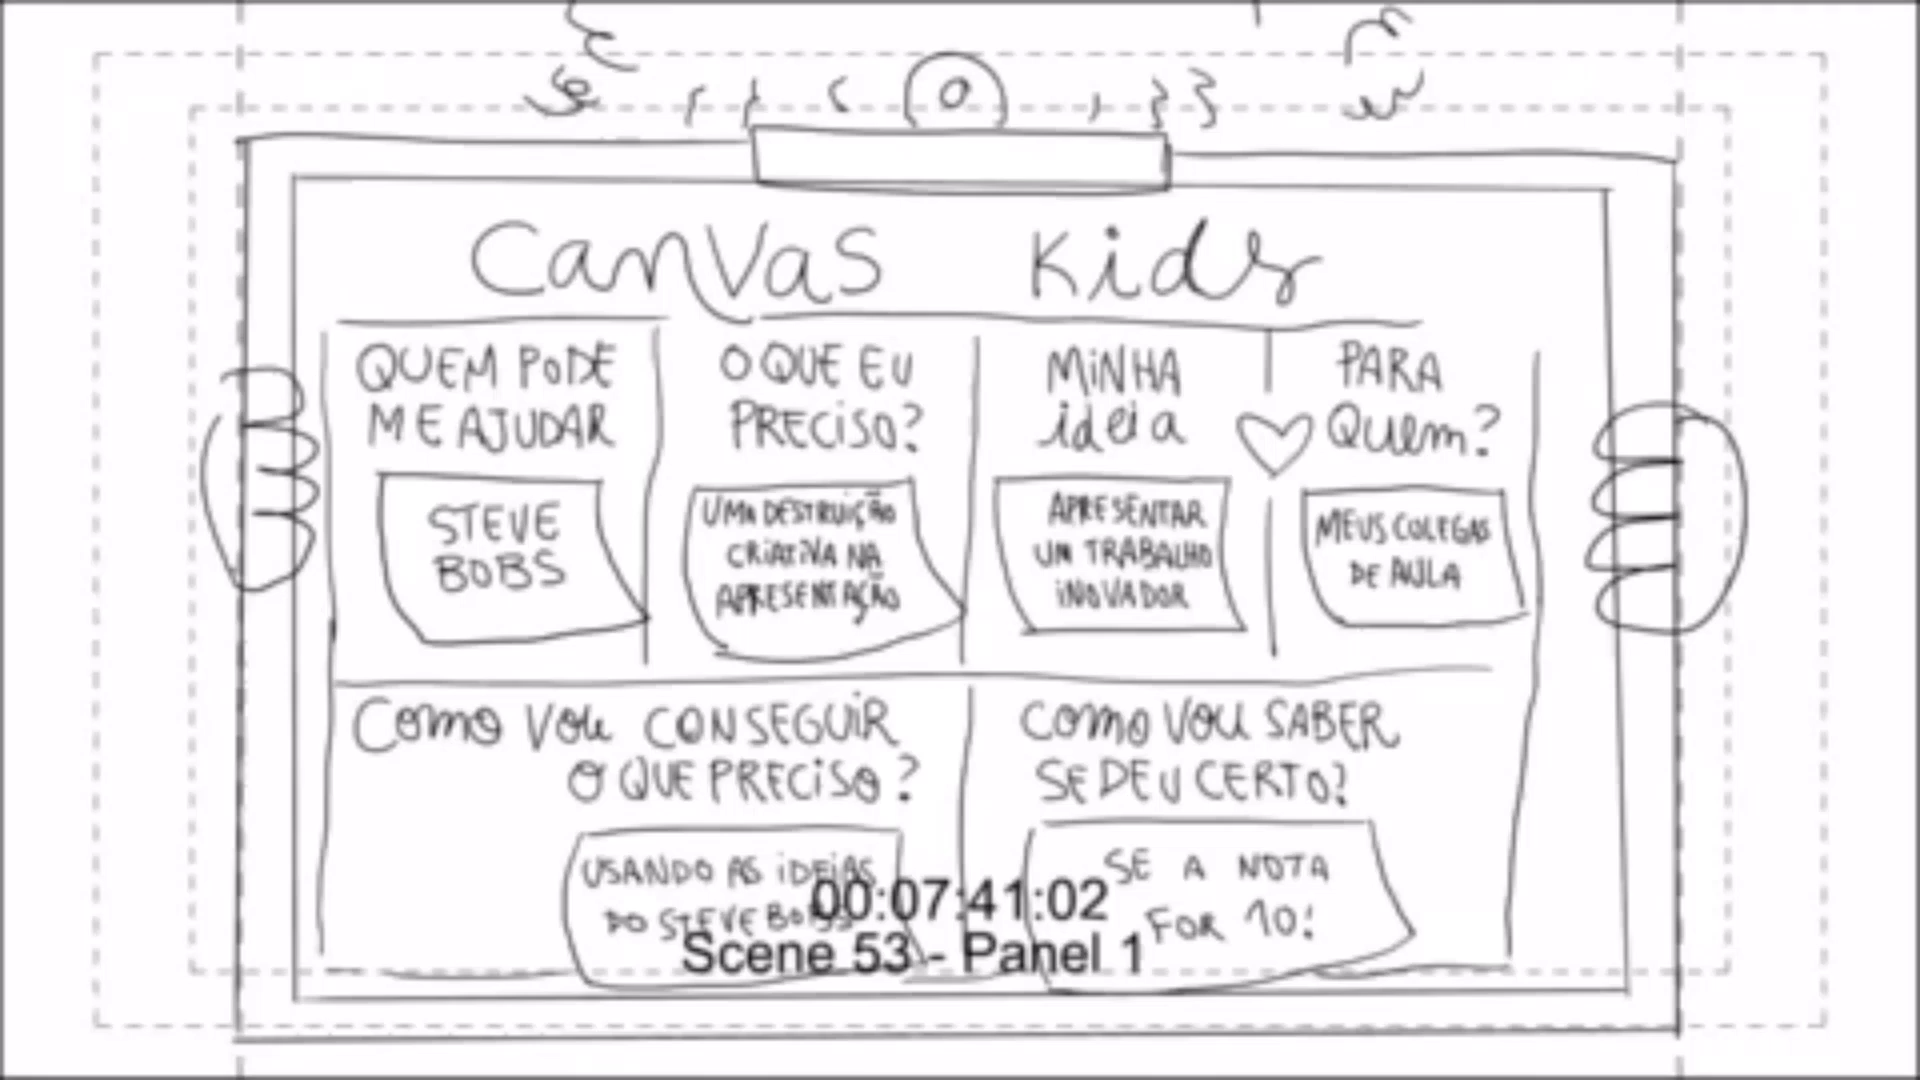 Canvas Kids
QUEM PODE
ME AJUDAR
STEVE
BOBS
O QUE EU
PRECISO?
UMA DESTRUIÇÃO
CRIATIVA NA
APRESENTAÇÃO
MINHA
ideia
APRESENTAR
UM TRABALHO
INOVADOR
PARA
Quem?
MEUS COLEGAS
DE AULA
Como Vou CONSEGUIR
O QUE PRECISO?
USANDO AS IDEIAS
DO STEVE BOBS
COMO VOU SABER
SE DEU CERTO?
SE A NOTA
FOR 10!
00:07:41:02
Scene 53 - Panel 1